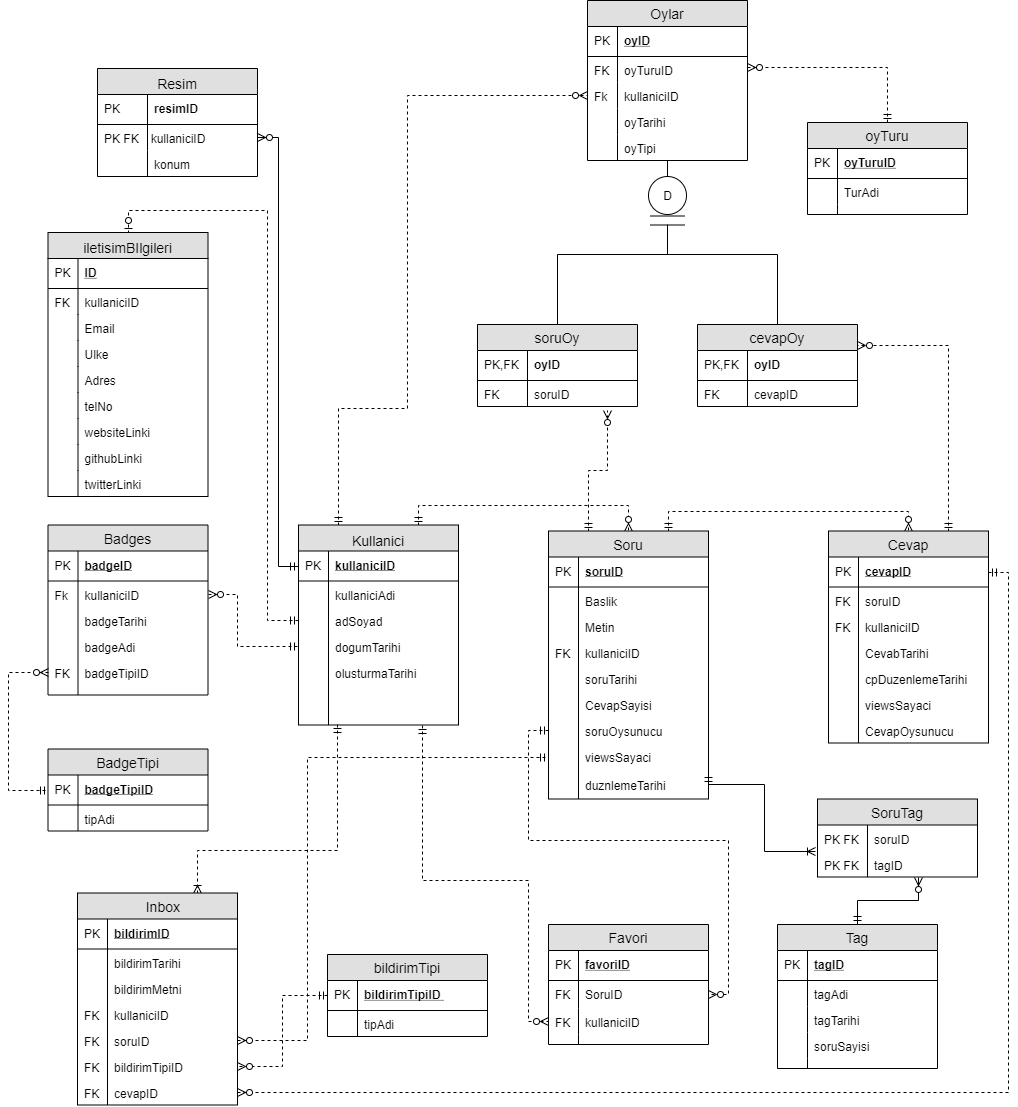 Oylar
PK oyID
FK oyTuruID
Fk kullaniciID
oyTarihi
oyTipi
Resim
PK resimID
PK FK kullaniciID
konum
oyTuru
PK oyTuruID
TurAdi
D
iletisimBIlgileri
PK ID
FK kullaniciID
Email
Ulke
Adres
telNo
websiteLinki
githubLinki
twitterLinki
soruOy
PK,FK oyID
FK soruID
cevapOy
PK,FK oyID
FK cevapID
Badges
PK badgeID
Fk kullaniciID
badgeTarihi
badgeAdi
FK badgeTipiID
Kullanici
PK kullaniciID
kullaniciAdi
adSoyad
dogumTarihi
olusturmaTarihi
Soru
PK soruID
Baslik
Metin
FK kullaniciID
soruTarihi
CevapSayisi
soruOysunucu
viewsSayaci
duznlemeTarihi
Cevap
PK cevapID
FK soruID
FK kullaniciID
CevabTarihi
cpDuzenlemeTarihi
viewsSayaci
CevapOysunucu
BadgeTipi
PK badgeTipiID
tipAdi
SoruTag
PK FK soruID
PK FK tagID
Inbox
PK bildirimID
bildirimTarihi
bildirimMetni
FK kullaniciID
FK soruID
FK bildirimTipiID
FK cevapID
bildirimTipi
PK bildirimTipiID
tipAdi
Favori
PK favoriID
FK SoruID
FK kullaniciID
Tag
PK tagID
tagAdi
tagTarihi
soruSayisi